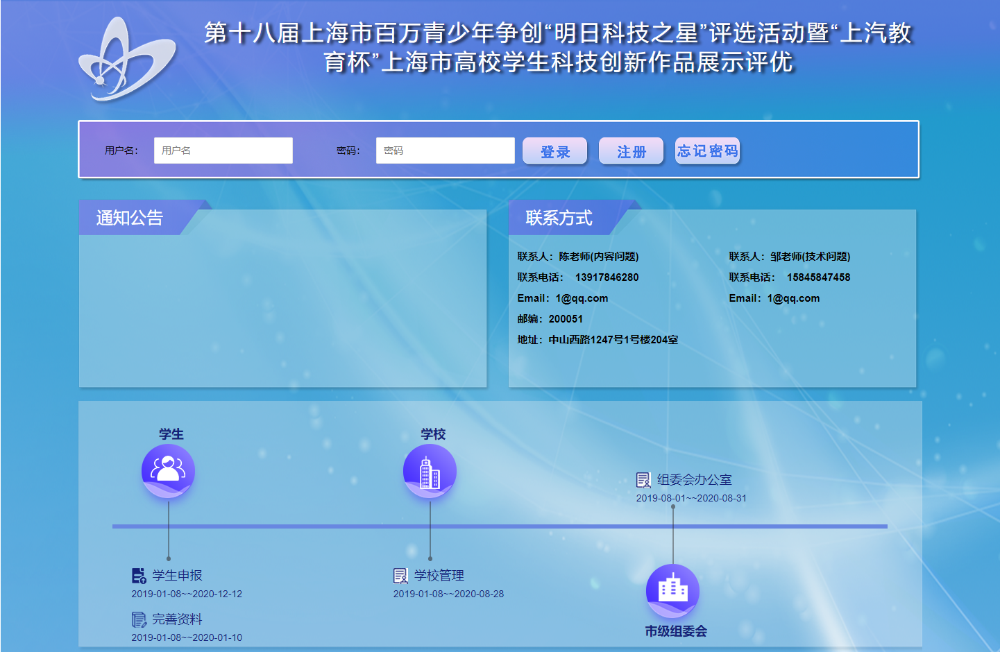 第十八届上海市百万青少年争创“明日科技之星”评选活动暨“上汽教
育杯”上海市高校学生科技创新作品展示评优
用户名： 用户名 密码： 密码 登录 注册 忘记密码
通知公告
联系方式
联系人：陈老师(内容问题)
联系电话： 13917846280
Email：1@qq.com
邮编：200051
地址：中山西路1247号1号楼204室
联系人：邹老师(技术问题)
联系电话： 15845847458
Email：1@qq.com
学生
学生申报
2019-01-08~~2020-12-12
完善资料
2019-01-08~~2020-01-10
学校
学校管理
2019-01-08~~2020-08-28
组委会办公室
2019-08-01~~2020-08-31
市级组委会